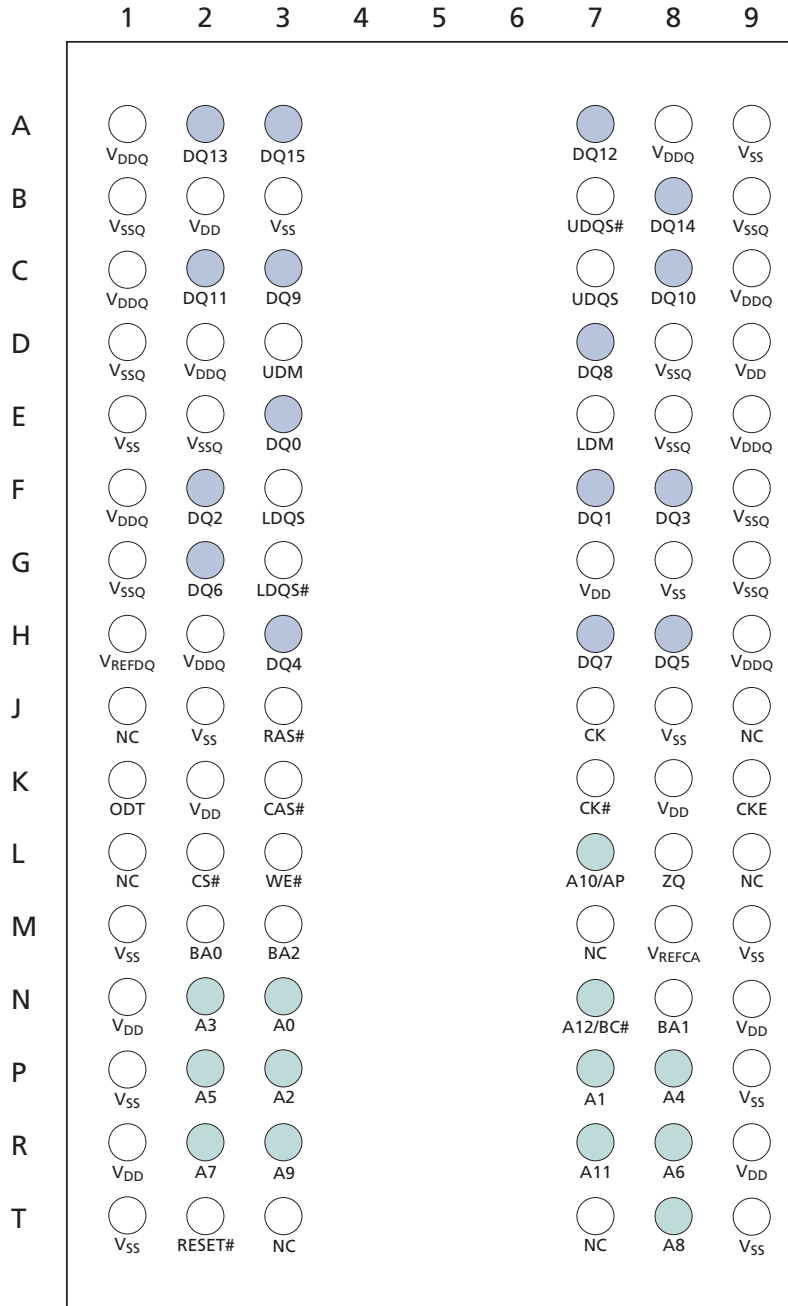 1 2 3 4 5 6 7 8 9
A
VDDQ DQ13 DQ15 DQ12 VDDQ VSS
B
VSSQ VDD VSS UDQS# DQ14 VSSQ
C
VDDQ DQ11 DQ9 UDQS DQ10 VDDQ
D
VSSQ VDDQ UDM DQ8 VSSQ VDD
E
VSS VSSQ DQ0 LDM VSSQ VDDQ
F
VDDQ DQ2 LDQS DQ1 DQ3 VSSQ
G
VSSQ DQ6 LDQS# VDD VSS VSSQ
H
VREFDQ VDDQ DQ4 DQ7 DQ5 VDDQ
J
NC VSS RAS# CK VSS NC
K
ODT VDD CAS# CK# VDD CKE
L
NC CS# WE# A10/AP ZQ NC
M
VSS BA0 BA2 NC VREFCA VSS
N
VDD A3 A0 A12/BC# BA1 VDD
P
VSS A5 A2 A1 A4 VSS
R
VDD A7 A9 A11 A6 VDD
T
VSS RESET# NC NC A8 VSS